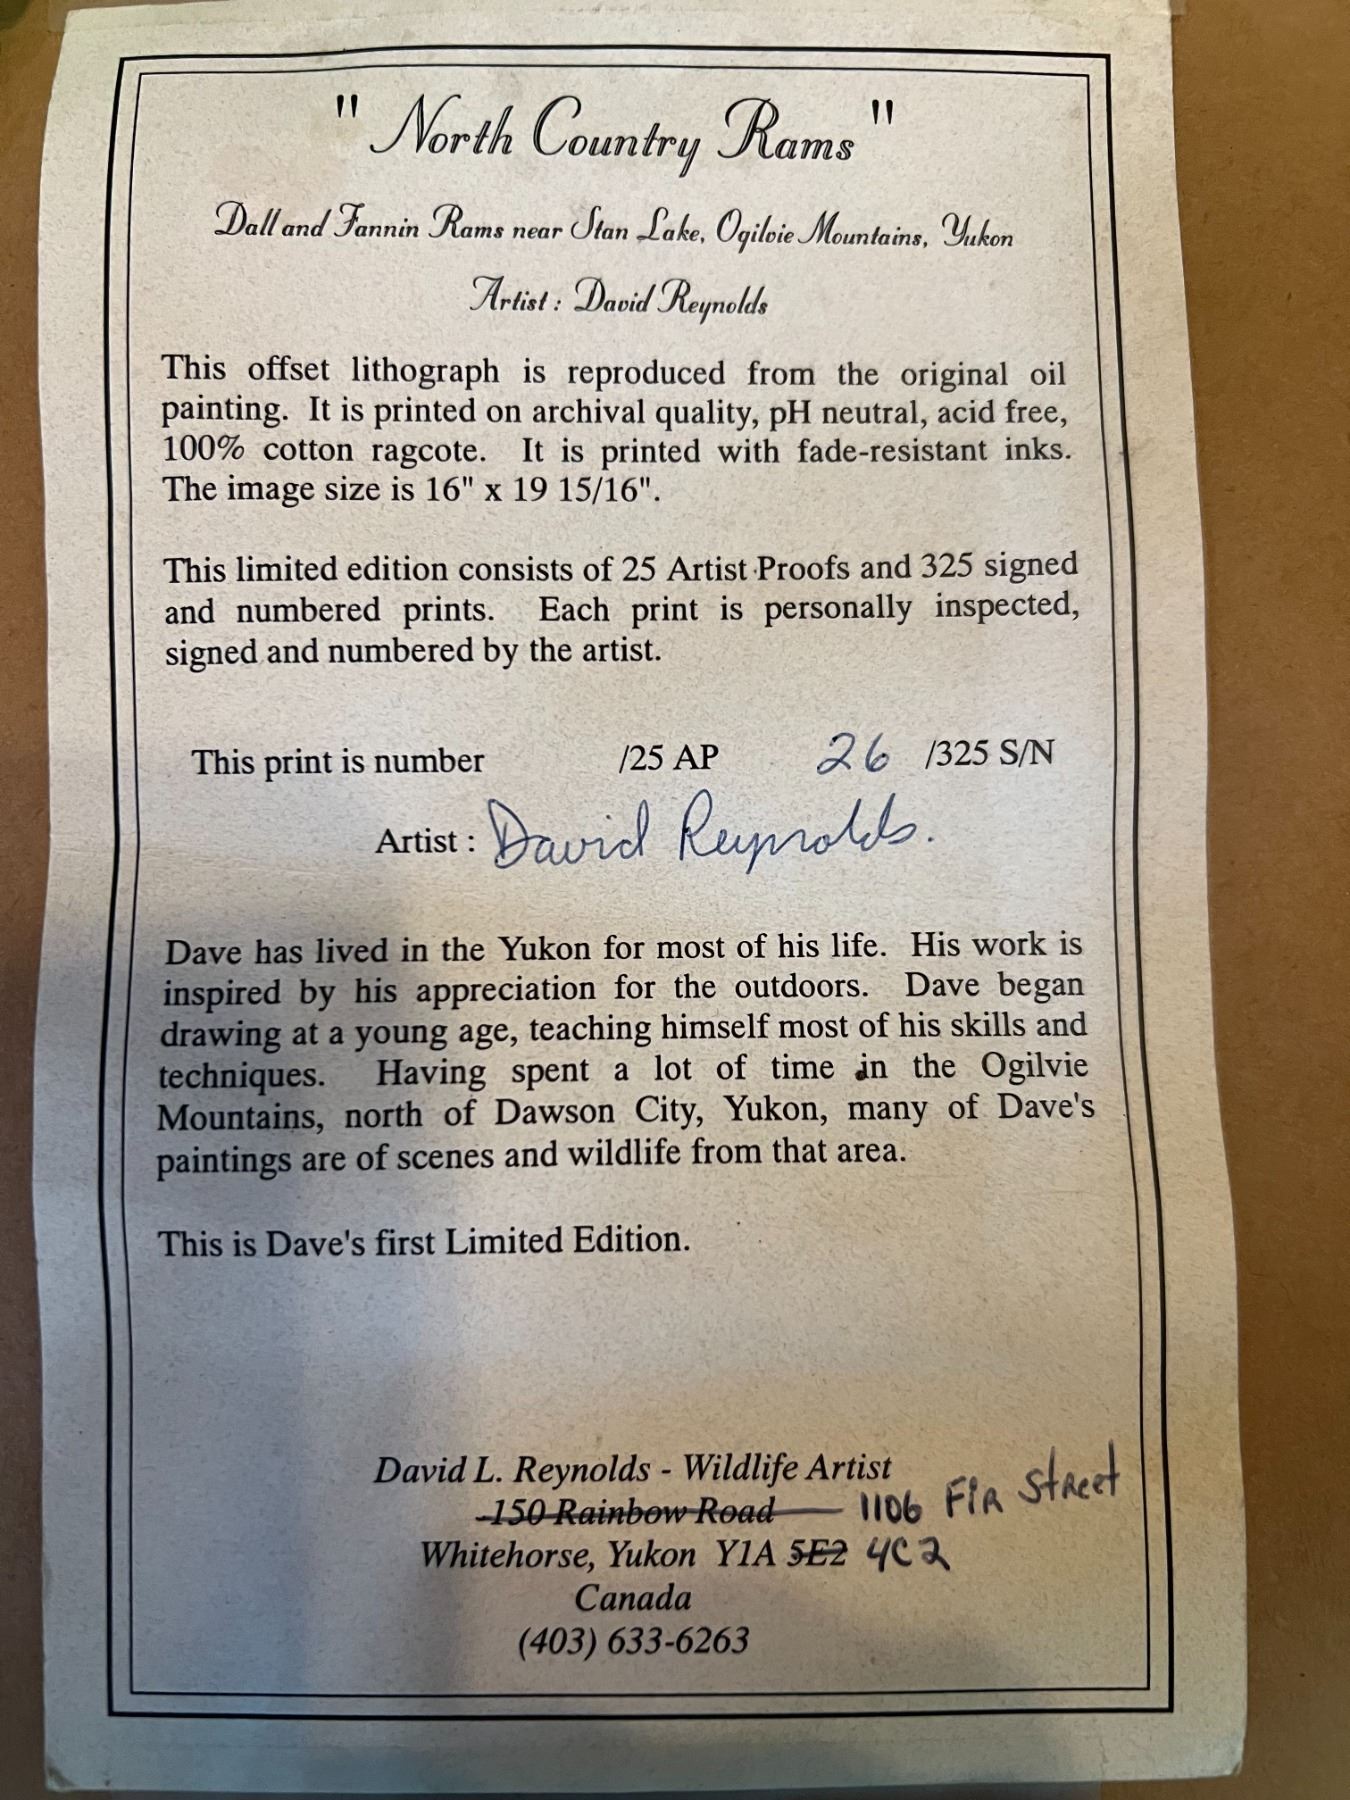 " North Country Rams "
Dall and Fannin Rams near Stan Lake, Ogilvie Mountains, Yukon
Artist : David Reynolds
This offset lithograph is reproduced from the original oil
painting. It is printed on archival quality, pH neutral, acid free,
100% cotton ragcote. It is printed with fade-resistant inks.
The image size is 16" x 19 15/16".
This limited edition consists of 25 Artist Proofs and 325 signed
and numbered prints. Each print is personally inspected,
signed and numbered by the artist.
This print is number /25 AP 26 /325 S/N
Artist : David Reynolds.
Dave has lived in the Yukon for most of his life. His work is
inspired by his appreciation for the outdoors. Dave began
drawing at a young age, teaching himself most of his skills and
techniques. Having spent a lot of time in the Ogilvie
Mountains, north of Dawson City, Yukon, many of Dave's
paintings are of scenes and wildlife from that area.
This is Dave's first Limited Edition.
David L. Reynolds - Wildlife Artist
150 Rainbow Road 1106 Fir Street
Whitehorse, Yukon Y1A 5E2 4C2
Canada
(403) 633-6263